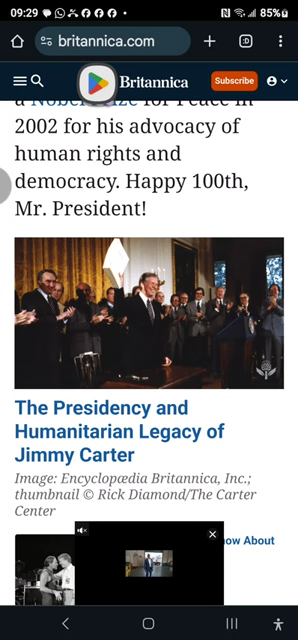 09:29
85%
britannica.com
:D
Britannica
Subscribe
a Nobel Prize for Peace in
2002 for his advocacy of
human rights and
democracy. Happy 100th,
Mr. President!
The Presidency and
Humanitarian Legacy of
Jimmy Carter
Image: Encyclopædia Britannica, Inc.;
thumbnail © Rick Diamond/The Carter
Center
now About